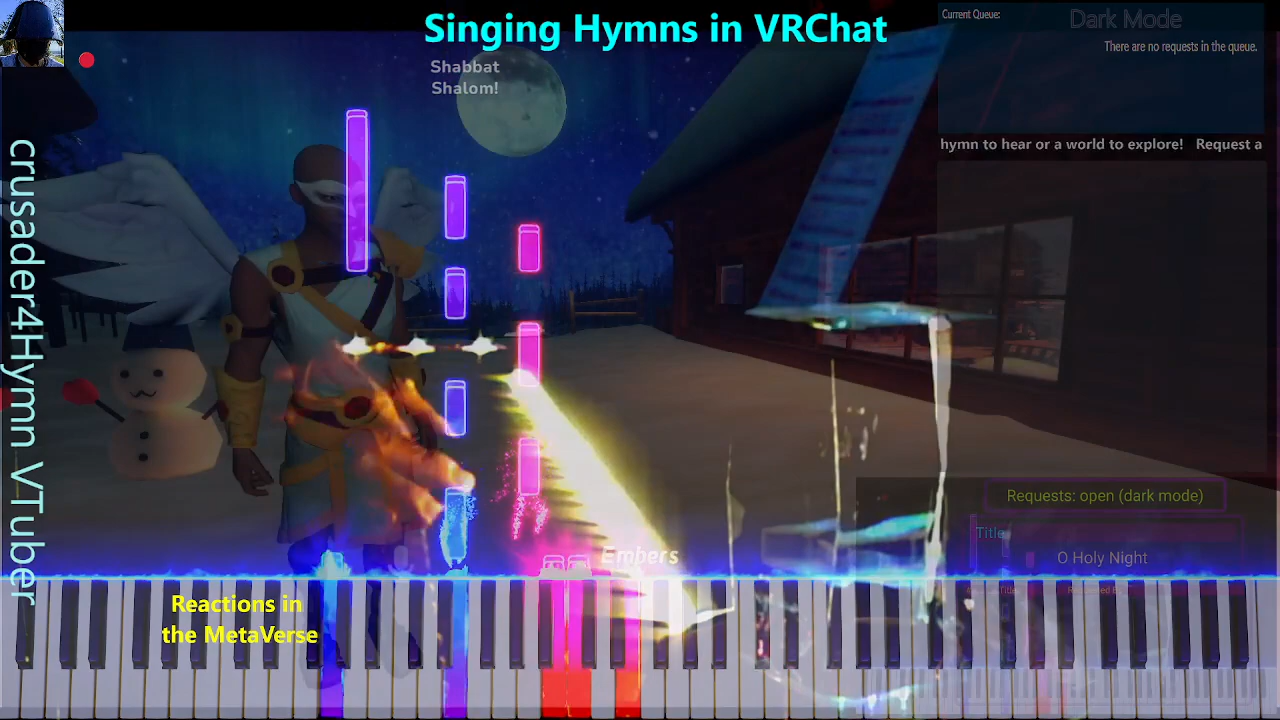 Singing Hymns in VRChat
Current Queue:
Dark Mode
There are no requests in the queue.
Shabbat
Shalom!
hymn to hear or a world to explore!   Request a
crusader4Hymn VTuber
Requests: open (dark mode)
Title
O Holy Night
Embers
Reactions in
the MetaVerse